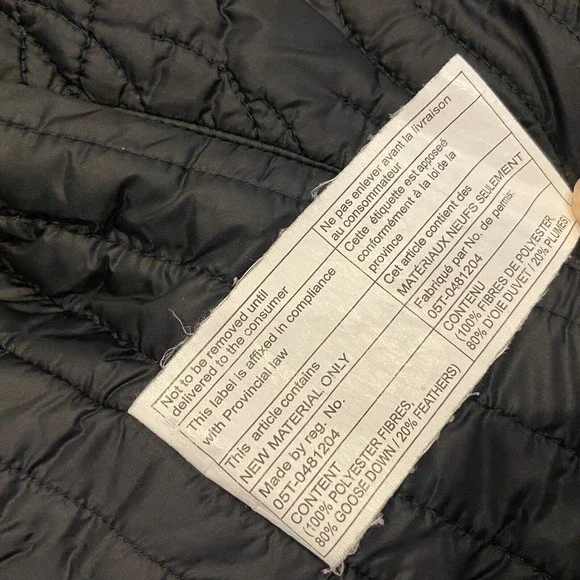 Not to be removed until
delivered to the consumer
This label is affixed in compliance
with Provincial law
This article contains
NEW MATERIAL ONLY
Made by reg. No.
05T-0481204
CONTENT
(100% POLYESTER FIBRES,
80% GOOSE DOWN / 20% FEATHERS)
Ne pas enlever avant la livraison
au consommateur
Cette étiquette est apposée
conformément à la loi de la
province
Cet article contient des
MATÉRIAUX NEUFS SEULEMENT
Fabriqué par No. de permis:
05T-0481204
CONTENU
(100% FIBRES DE POLYESTER,
80% D'OIE DUVET / 20% PLUMES)